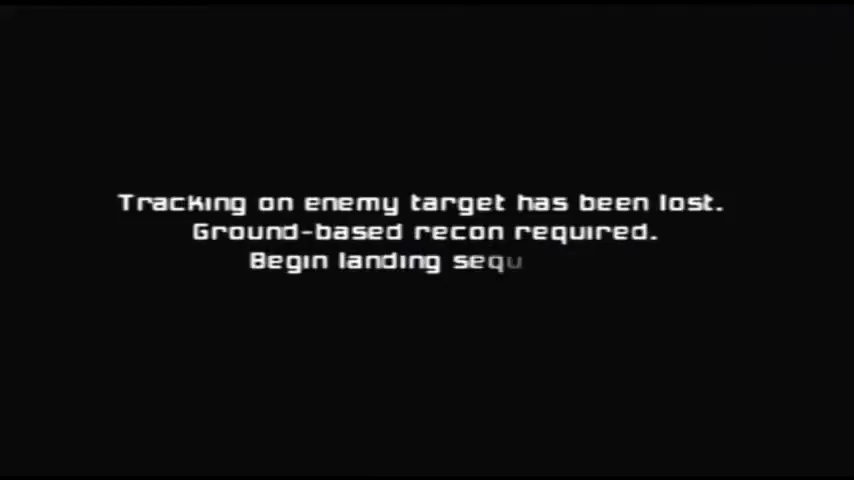 Tracking on enemy target has been lost.
Ground-based recon required.
Begin landing sequ